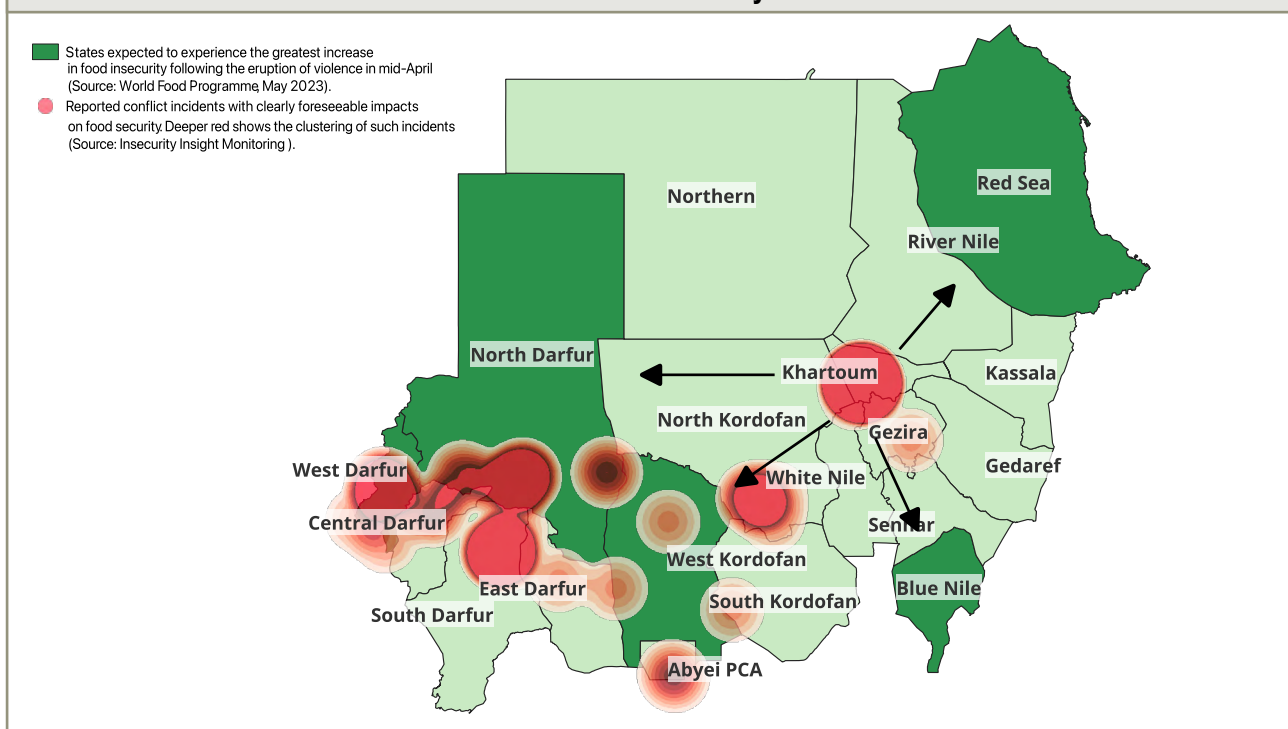 States expected to experience the greatest increase
in food insecurity following the eruption of violence in mid-April
(Source: World Food Programme, May 2023).
Reported conflict incidents with clearly foreseeable impacts
on food security. Deeper red shows the clustering of such incidents
(Source: Insecurity Insight Monitoring ).
Red Sea
Northern
River Nile
North Darfur
Khartoum
Kassala
North Kordofan
Gezira
West Darfur
White Nile
Gedaref
Central Darfur
Sennar
West Kordofan
East Darfur
Blue Nile
South Kordofan
South Darfur
Abyei PCA